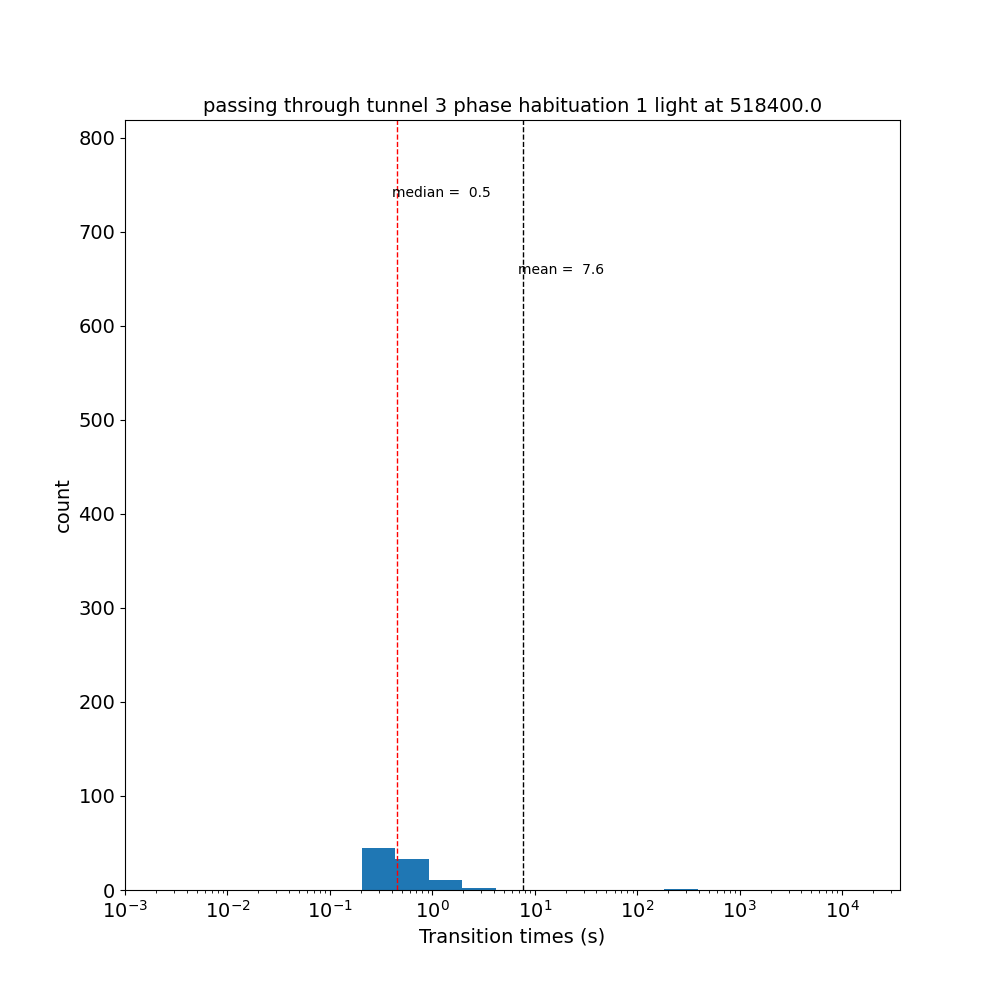 passing through tunnel 3 phase habituation 1 light at 518400.0
800
700
600
500
400
300
200
100
0
count
median =  0.5
mean =  7.6
10⁻³ 10⁻² 10⁻¹ 10⁰ 10¹ 10² 10³ 10⁴
Transition times (s)